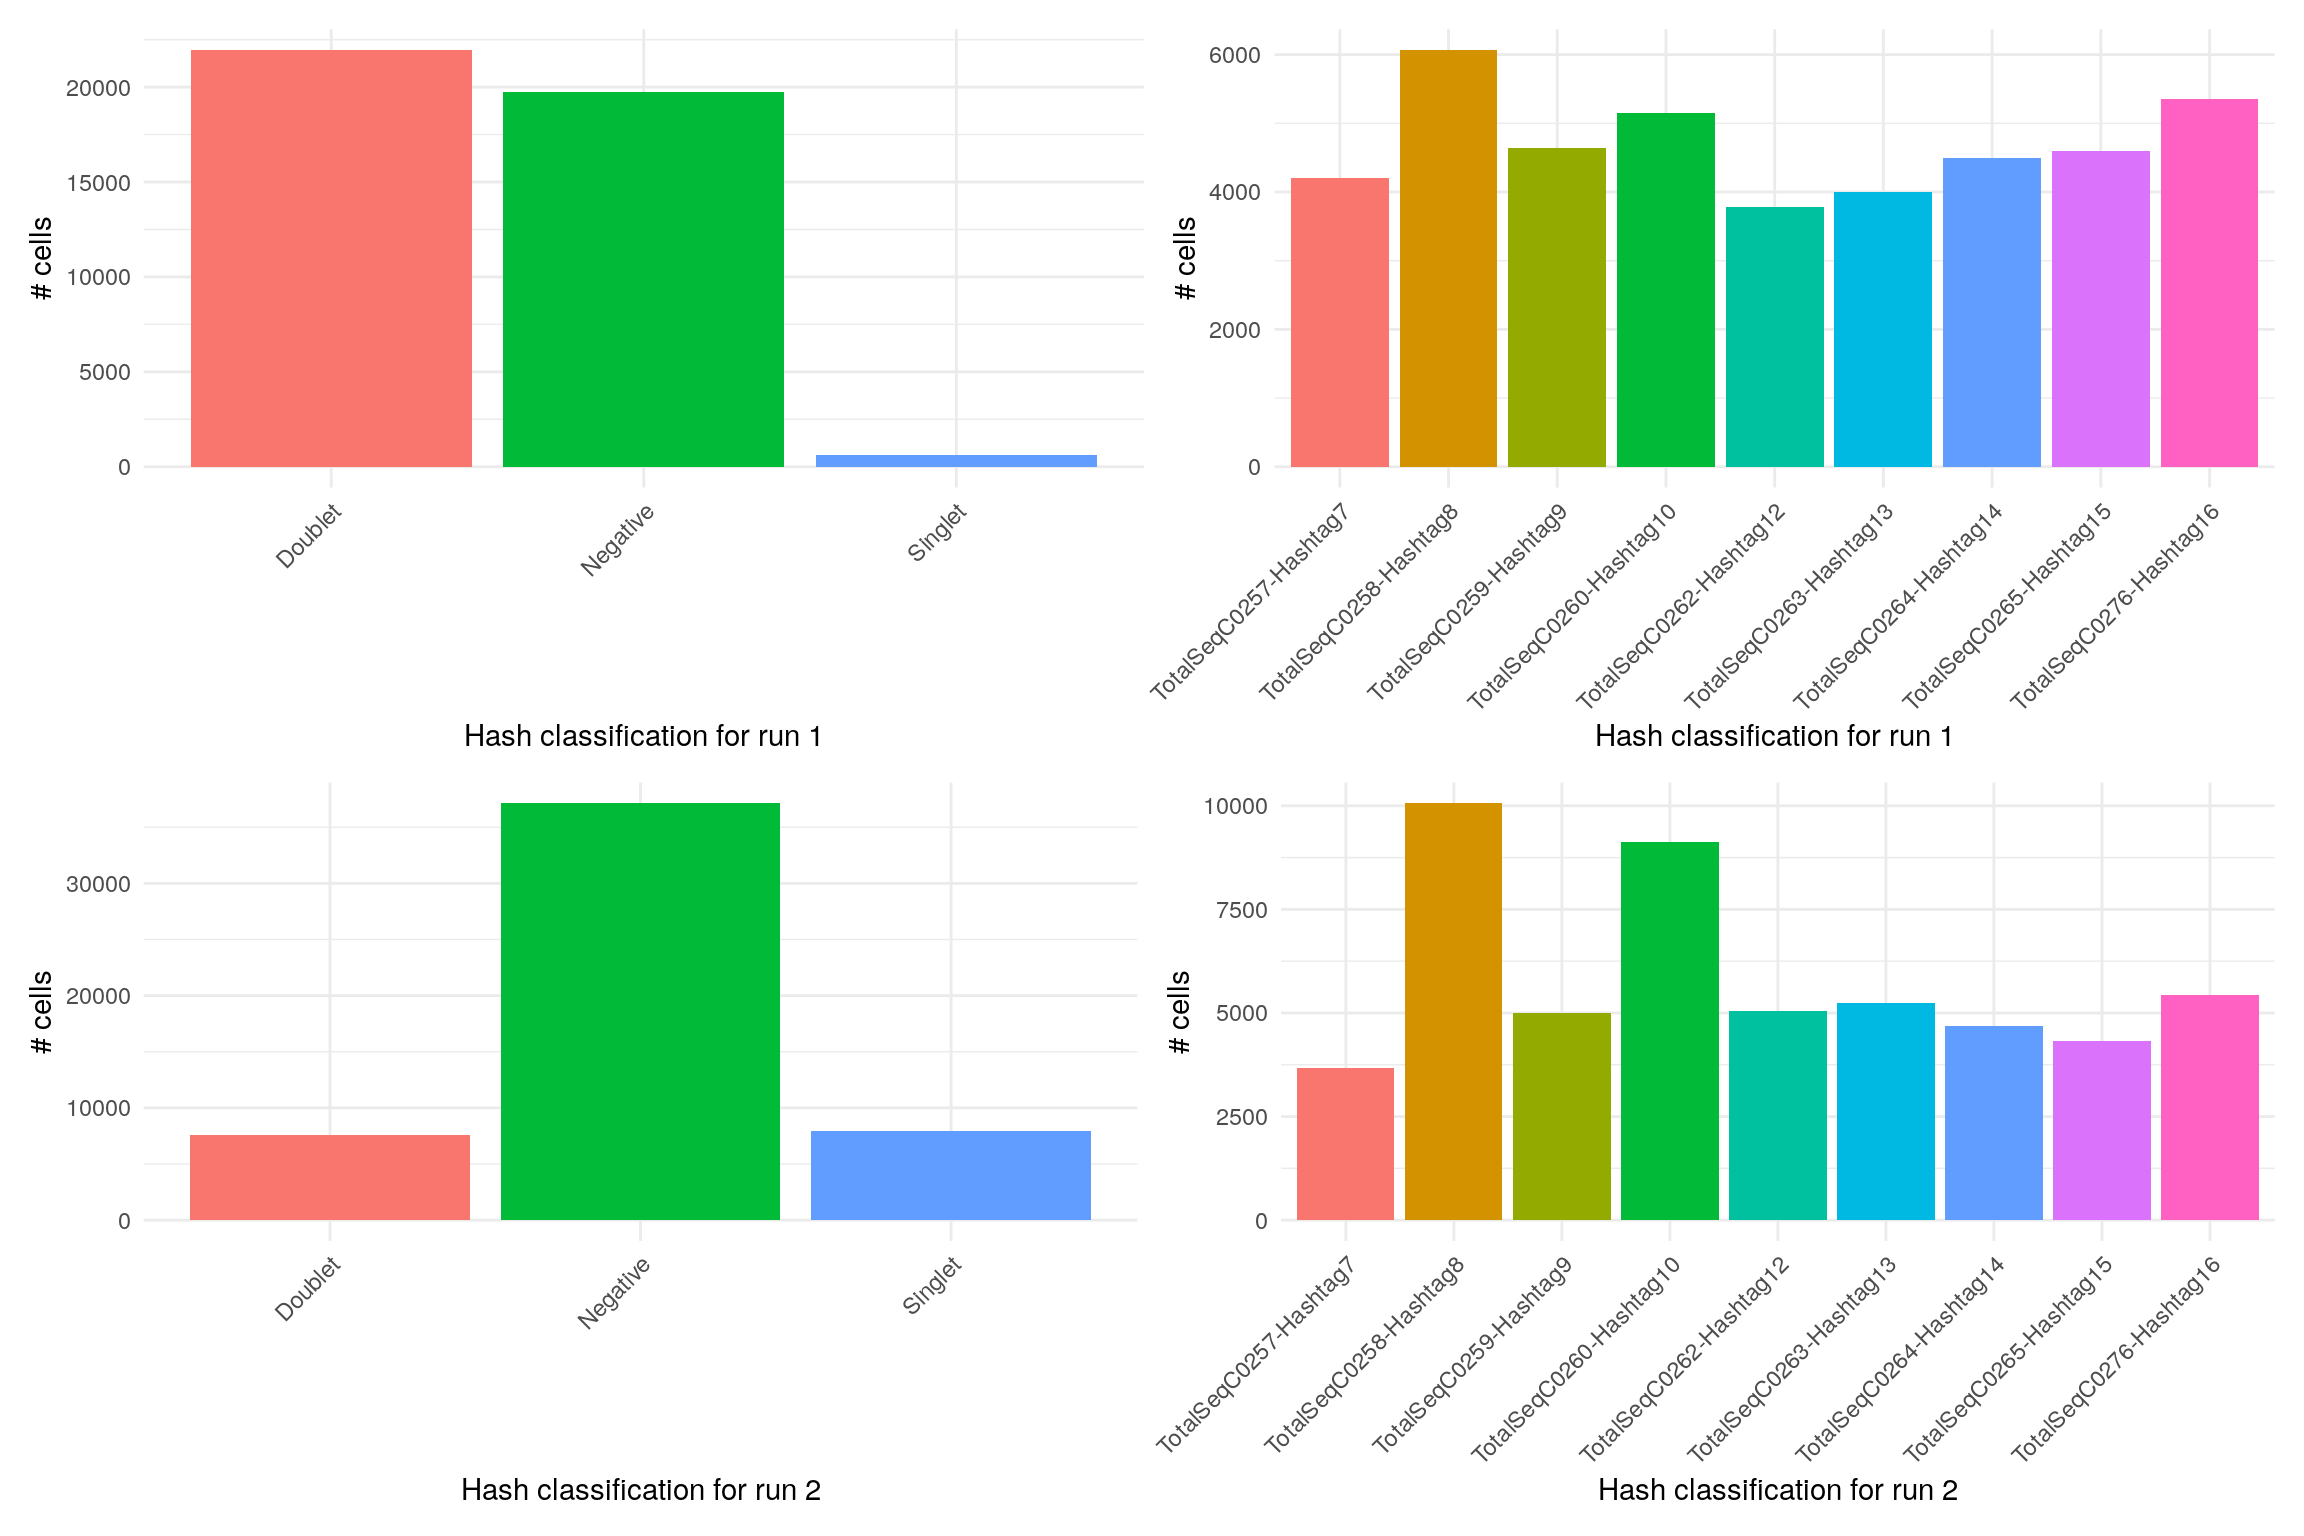 # cells
20000
15000
10000
5000
0
Doublet
Negative
Singlet
Hash classification for run 1
# cells
6000
4000
2000
0
TotalSeqC0257-Hashtag7
TotalSeqC0258-Hashtag8
TotalSeqC0259-Hashtag9
TotalSeqC0260-Hashtag10
TotalSeqC0262-Hashtag12
TotalSeqC0263-Hashtag13
TotalSeqC0264-Hashtag14
TotalSeqC0265-Hashtag15
TotalSeqC0276-Hashtag16
Hash classification for run 1
# cells
30000
20000
10000
0
Doublet
Negative
Singlet
Hash classification for run 2
# cells
10000
7500
5000
2500
0
TotalSeqC0257-Hashtag7
TotalSeqC0258-Hashtag8
TotalSeqC0259-Hashtag9
TotalSeqC0260-Hashtag10
TotalSeqC0262-Hashtag12
TotalSeqC0263-Hashtag13
TotalSeqC0264-Hashtag14
TotalSeqC0265-Hashtag15
TotalSeqC0276-Hashtag16
Hash classification for run 2